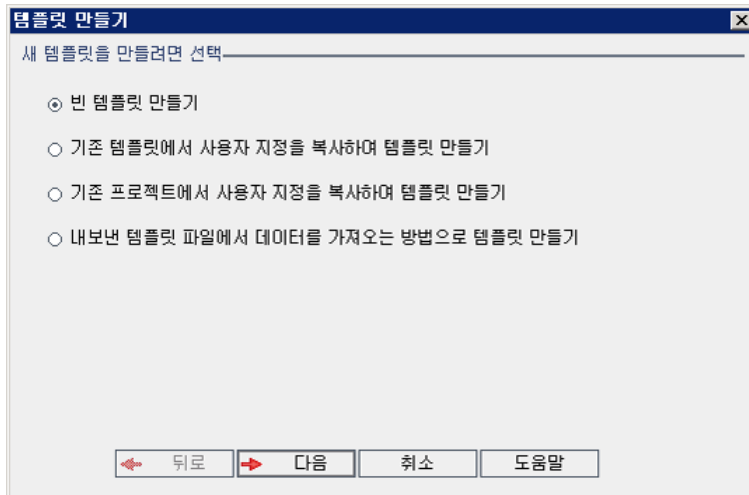 템플릿 만들기
새 템플릿을 만들려면 선택
빈 템플릿 만들기
기존 템플릿에서 사용자 지정을 복사하여 템플릿 만들기
기존 프로젝트에서 사용자 지정을 복사하여 템플릿 만들기
내보낸 템플릿 파일에서 데이터를 가져오는 방법으로 템플릿 만들기
뒤로 다음 취소 도움말